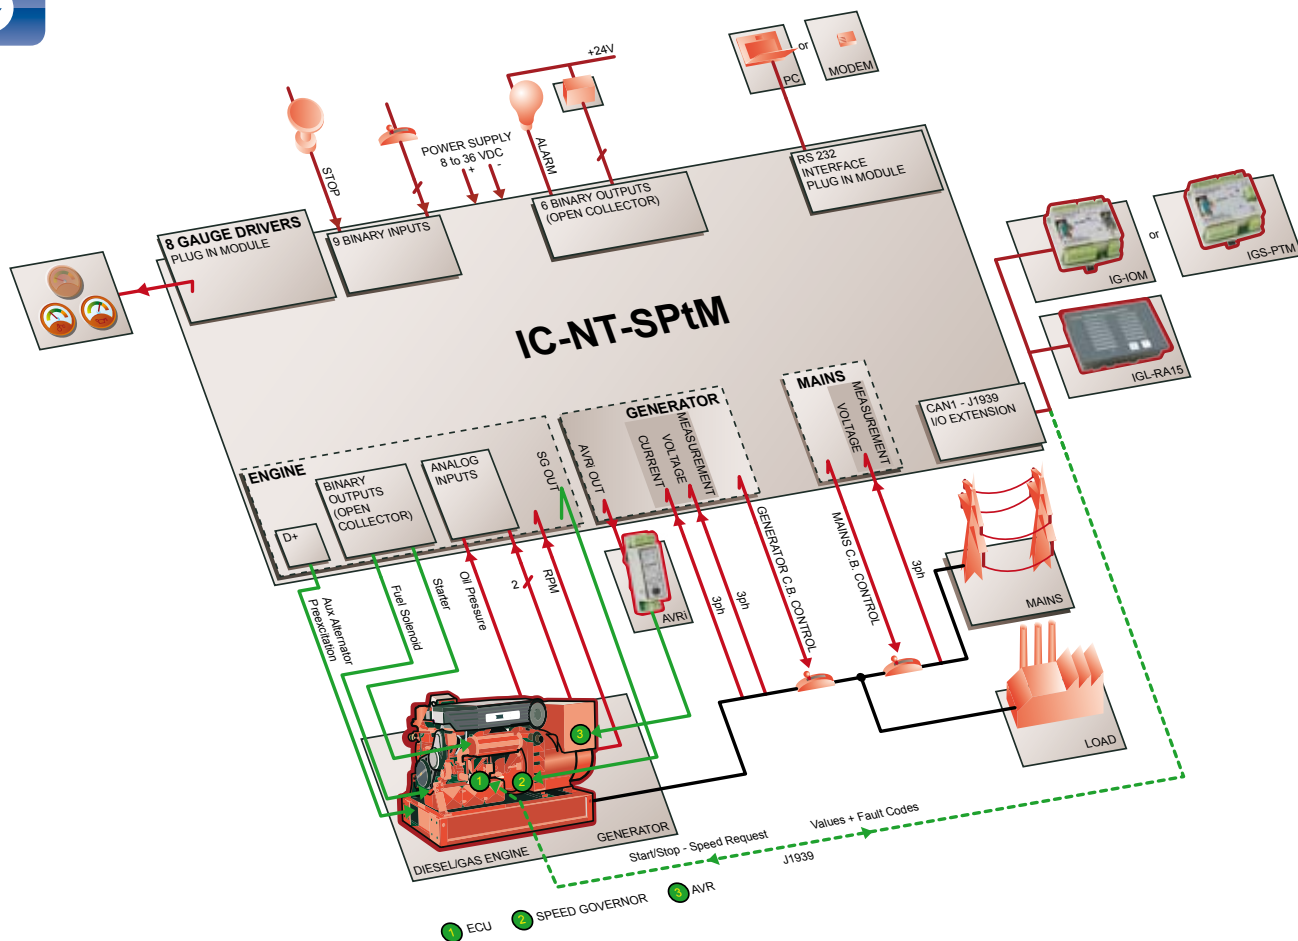 +24V
PC
or
MODEM
STOP
POWER SUPPLY
8 to 36 VDC
+
-
ALARM
8 GAUGE DRIVERS
PLUG IN MODULE
9 BINARY INPUTS
6 BINARY OUTPUTS
(OPEN COLLECTOR)
RS 232
INTERFACE
PLUG IN MODULE
IG-IOM
or
IGS-PTM
IGL-RA15
IC-NT-SPtM
ENGINE
D+
BINARY
OUTPUTS
(OPEN
COLLECTOR)
ANALOG
INPUTS
SG OUT
GENERATOR
AVRi OUT
CURRENT
VOLTAGE
MEASUREMENT
MAINS
VOLTAGE
MEASUREMENT
CAN1 - J1939
I/O EXTENSION
Aux Alternator
Preexcitation
Fuel Solenoid
Starter
Oil Pressure
2
RPM
AVRi
3ph
3ph
GENERATOR C.B. CONTROL
MAINS C.B. CONTROL
3ph
MAINS
LOAD
1
2
3
DIESEL/GAS ENGINE
GENERATOR
Start/Stop - Speed Request
Values + Fault Codes
J1939
1 ECU
2 SPEED GOVERNOR
3 AVR